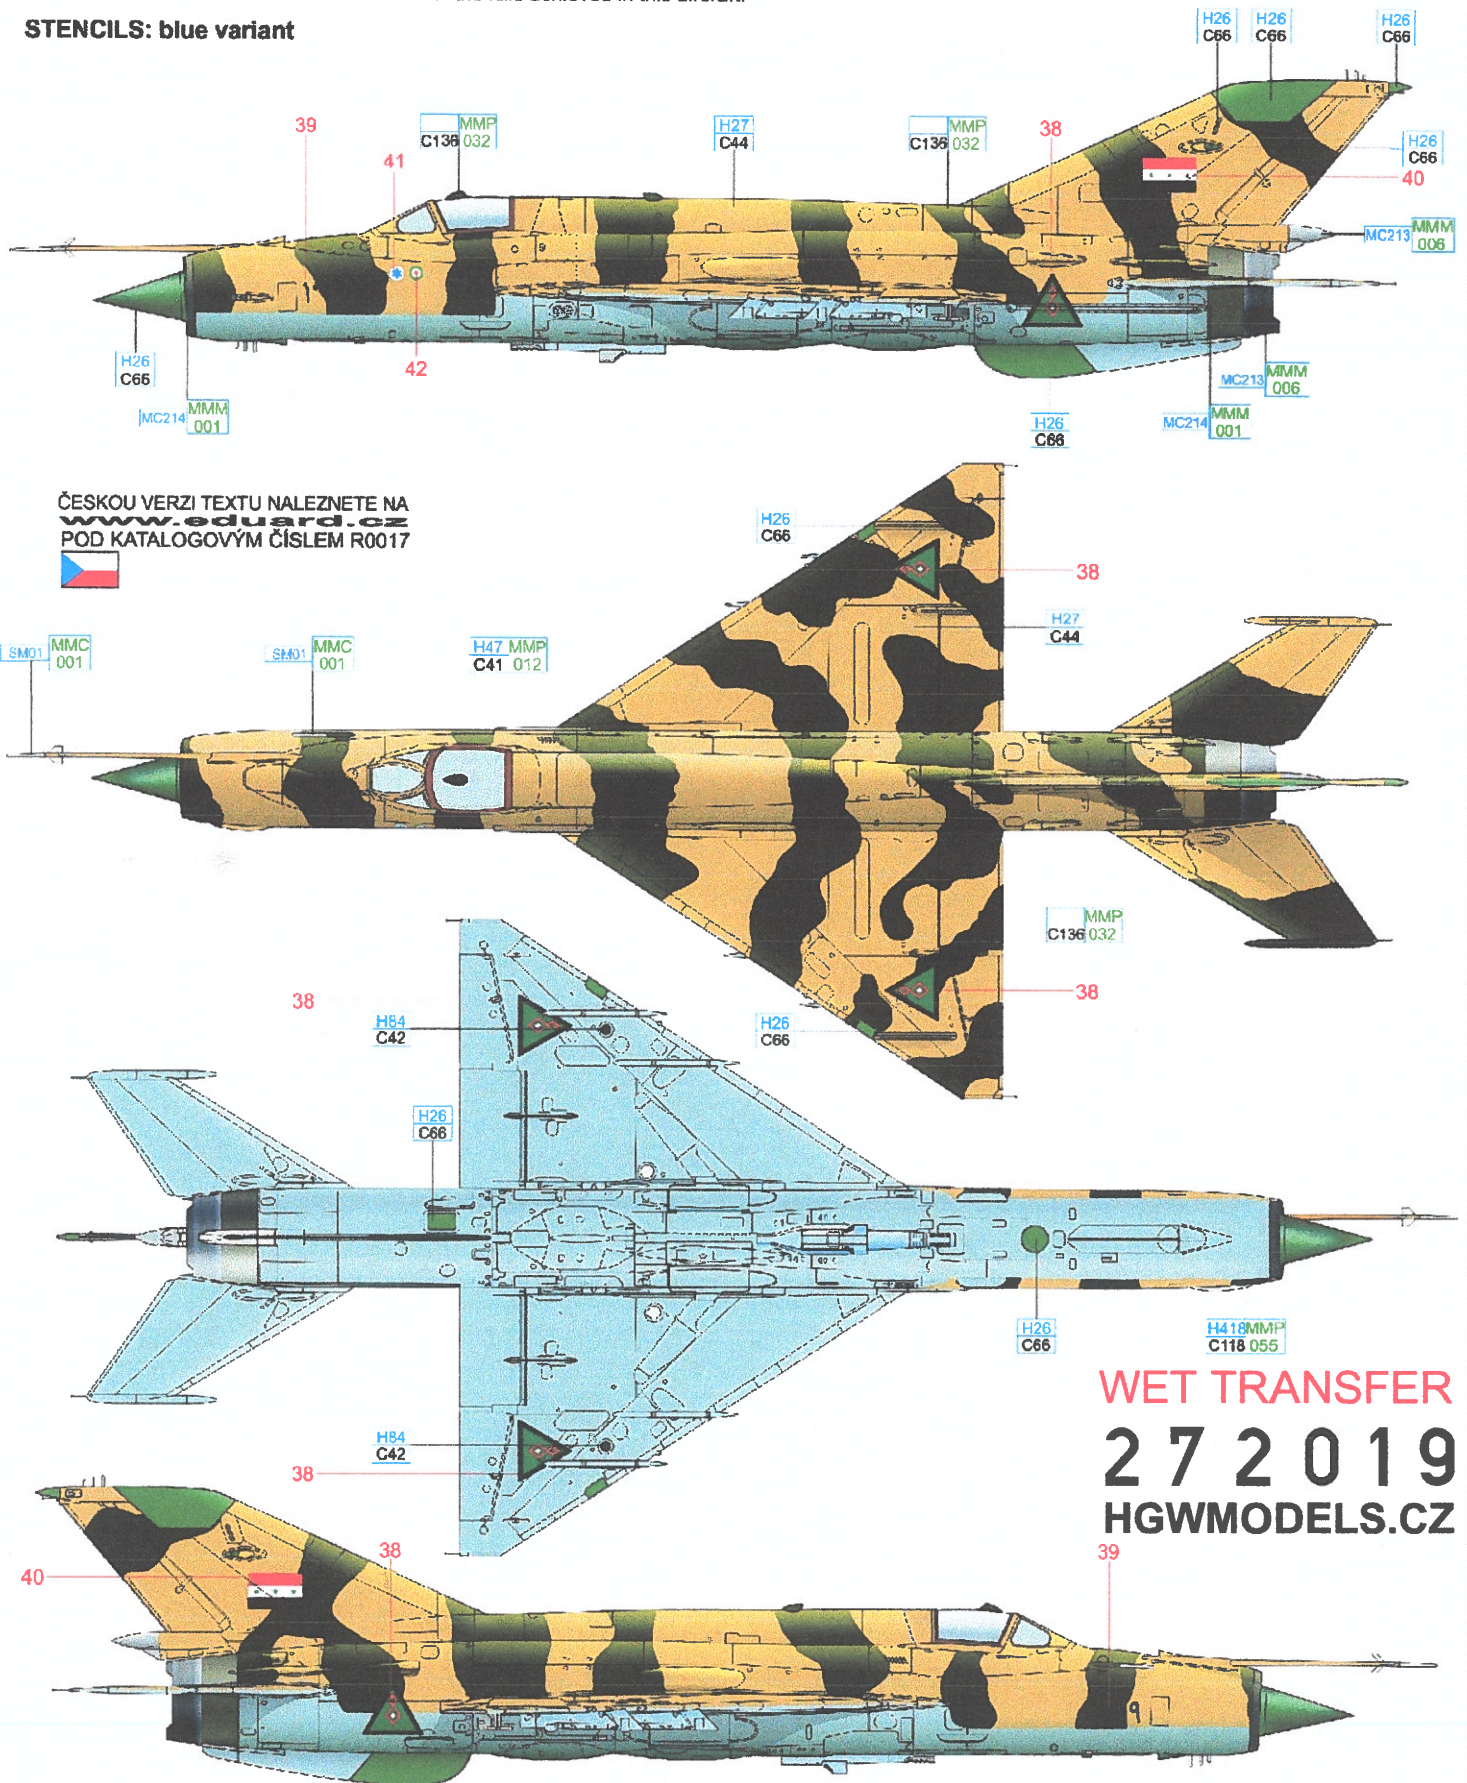 STENCILS: blue variant
H26
C66
H26
C66
H26
C66
39
41
C136
MMP
032
H27
C44
C136
MMP
032
38
H26
C66
40
MC213
MMM
006
H26
C66
42
MC214
MMM
001
H26
C66
MC213
MMM
006
MC214
MMM
001
ČESKOU VERZI TEXTU NALEZNETE NA
www.eduard.cz
POD KATALOGOVÝM ČÍSLEM R0017
H26
C66
38
H27
C44
SM01
MMC
001
SM01
MMC
001
H47 MMP
C41 012
C136
MMP
032
38
H26
C66
38
H84
C42
H26
C66
H26
C66
H418 MMP
C118 055
WET TRANSFER
272019
HGWMODELS.CZ
H84
C42
38
40
38
39
9